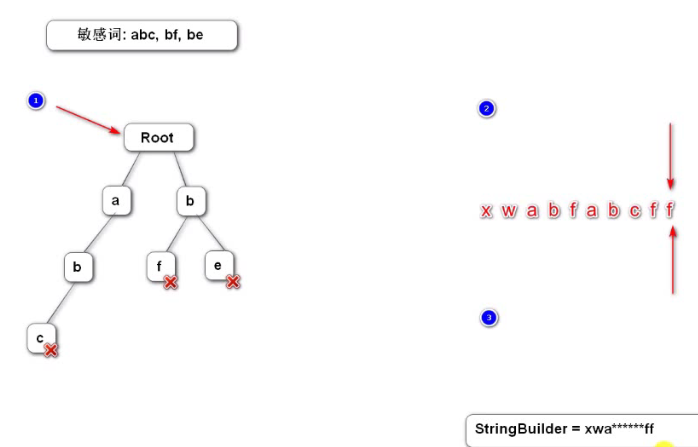 敏感词: abc, bf, be
1
Root
2
a
b
x w a b f a b c f f
b
f
e
3
c
StringBuilder = xwa******ff